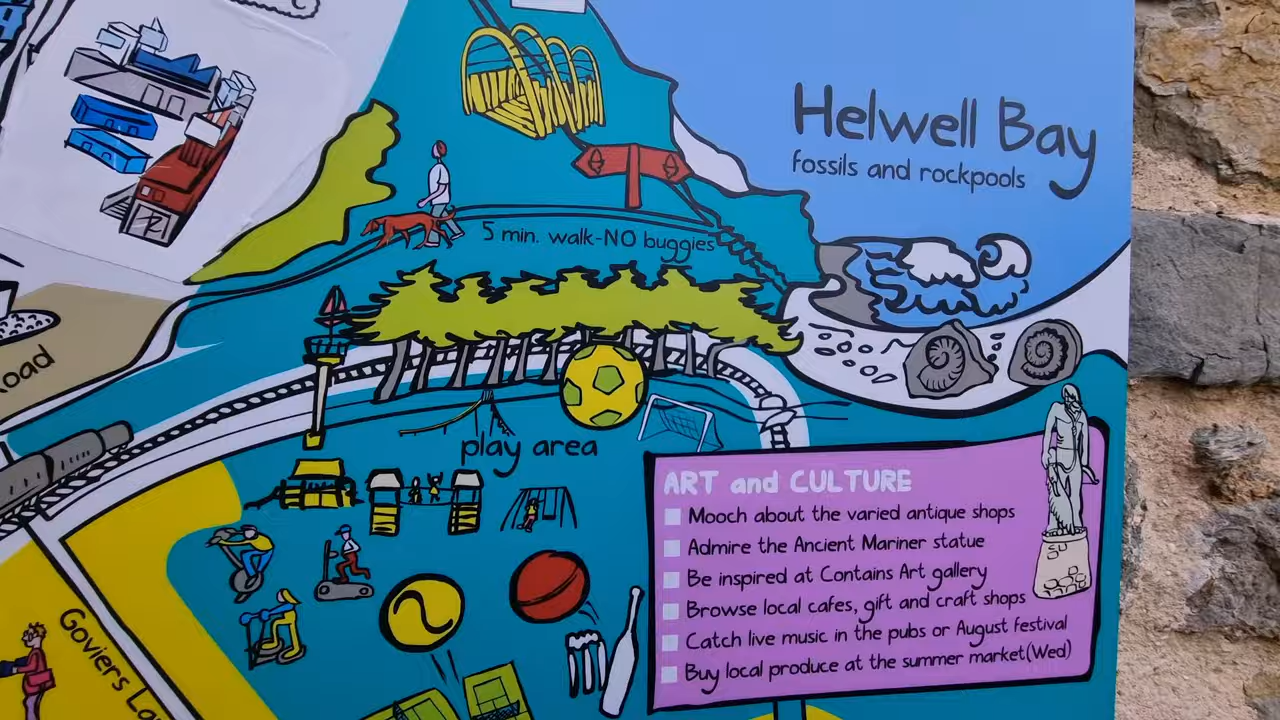 Helwell Bay
fossils and rockpools
5 min. walk-NO buggies
play area
Goviers
ART and CULTURE
Mooch about the varied antique shops
Admire the Ancient Mariner statue
Be inspired at Contains Art gallery
Browse local cafes, gift and craft shops
Catch live music in the pubs or August festival
Buy local produce at the summer market(Wed)